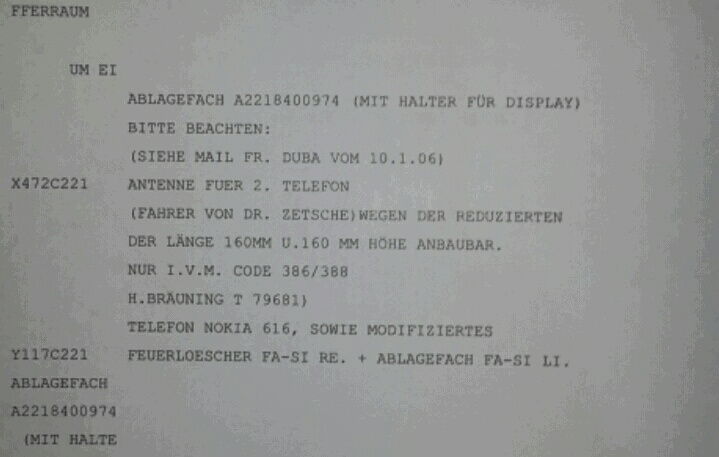 FFERRAUM
UM EI
ABLAGEFACH A2218400974 (MIT HALTER FÜR DISPLAY)
BITTE BEACHTEN:
(SIEHE MAIL FR. DUBA VOM 10.1.06)
X472C221 ANTENNE FUER 2. TELEFON
(FAHRER VON DR. ZETSCHE)WEGEN DER REDUZIERTEN
DER LÄNGE 160MM U.160 MM HÖHE ANBAUBAR.
NUR I.V.M. CODE 386/388
H.BRÄUNING T 79681)
TELEFON NOKIA 616, SOWIE MODIFIZIERTES
Y117C221 FEUERLOESCHER FA-SI RE. + ABLAGEFACH FA-SI LI.
ABLAGEFACH
A2218400974
(MIT HALTE